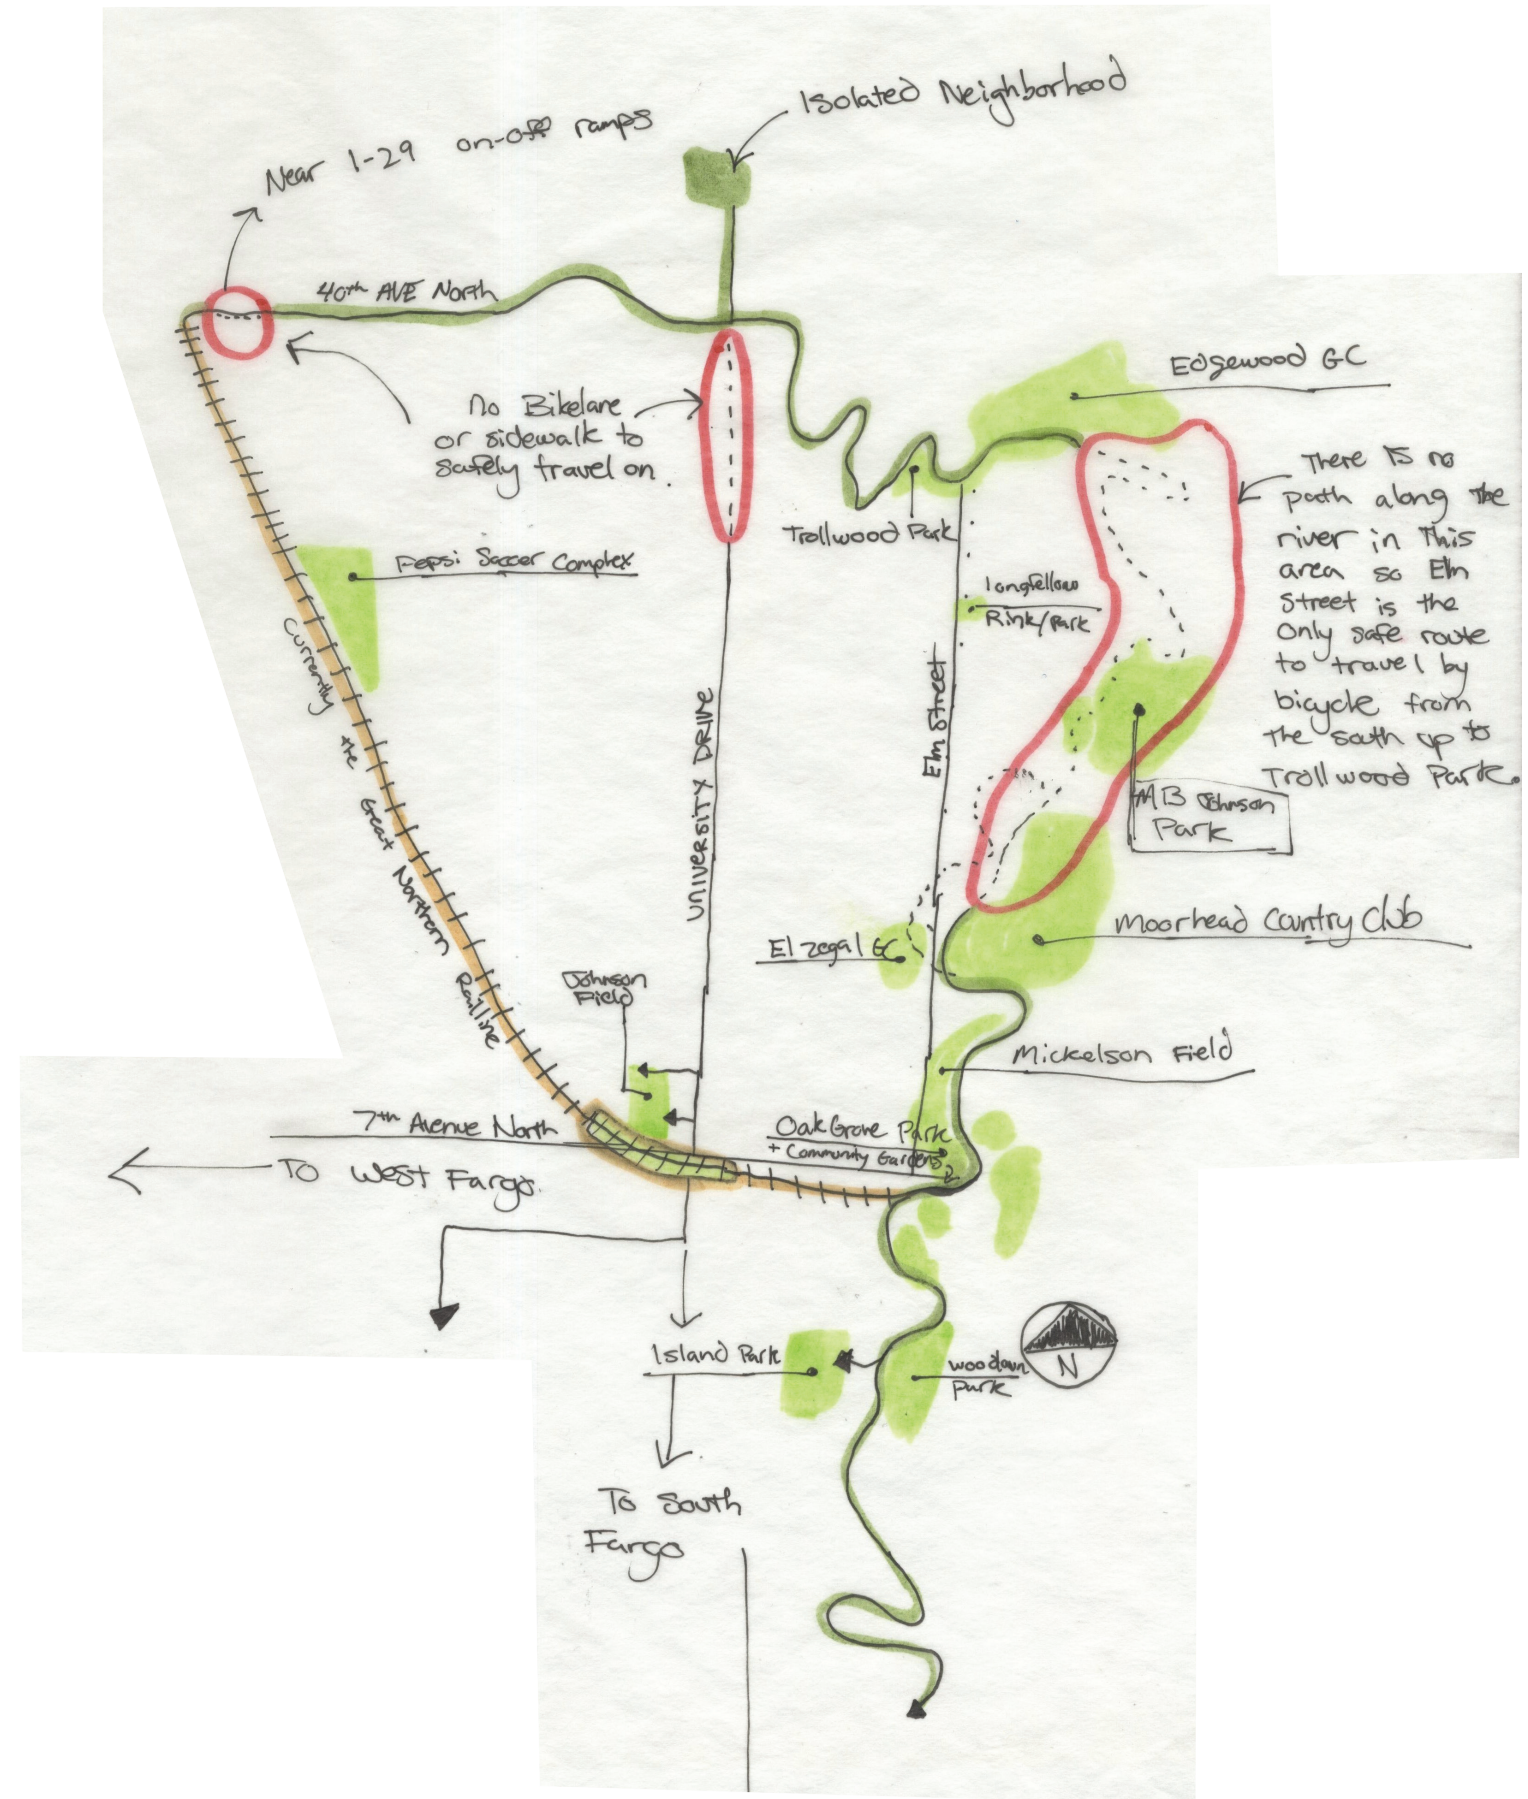 Isolated Neighborhood
Near I-29 on-off ramps
40th AVE North
Edgewood GC
No Bikelane
or sidewalk to
safely travel on.
There is no
path along the
river in This
area so Elm
Street is the
only safe route
to travel by
bicycle from
the south up to
Trollwood Park.
Trollwood Park
Pepsi Soccer Complex
Longfellow
Rink/Park
Currently
the
Great
Northern
Railline
UNIVERSITY DRIVE
Elm Street
MB Johnson
Park
Moorhead Country Club
El Zagal GC
Johnson
Field
Mickelson Field
7th Avenue North
Oak Grove Park
+ Community Gardens
TO West Fargo.
Island Park
Woodlawn
Park
N
To South
Fargo